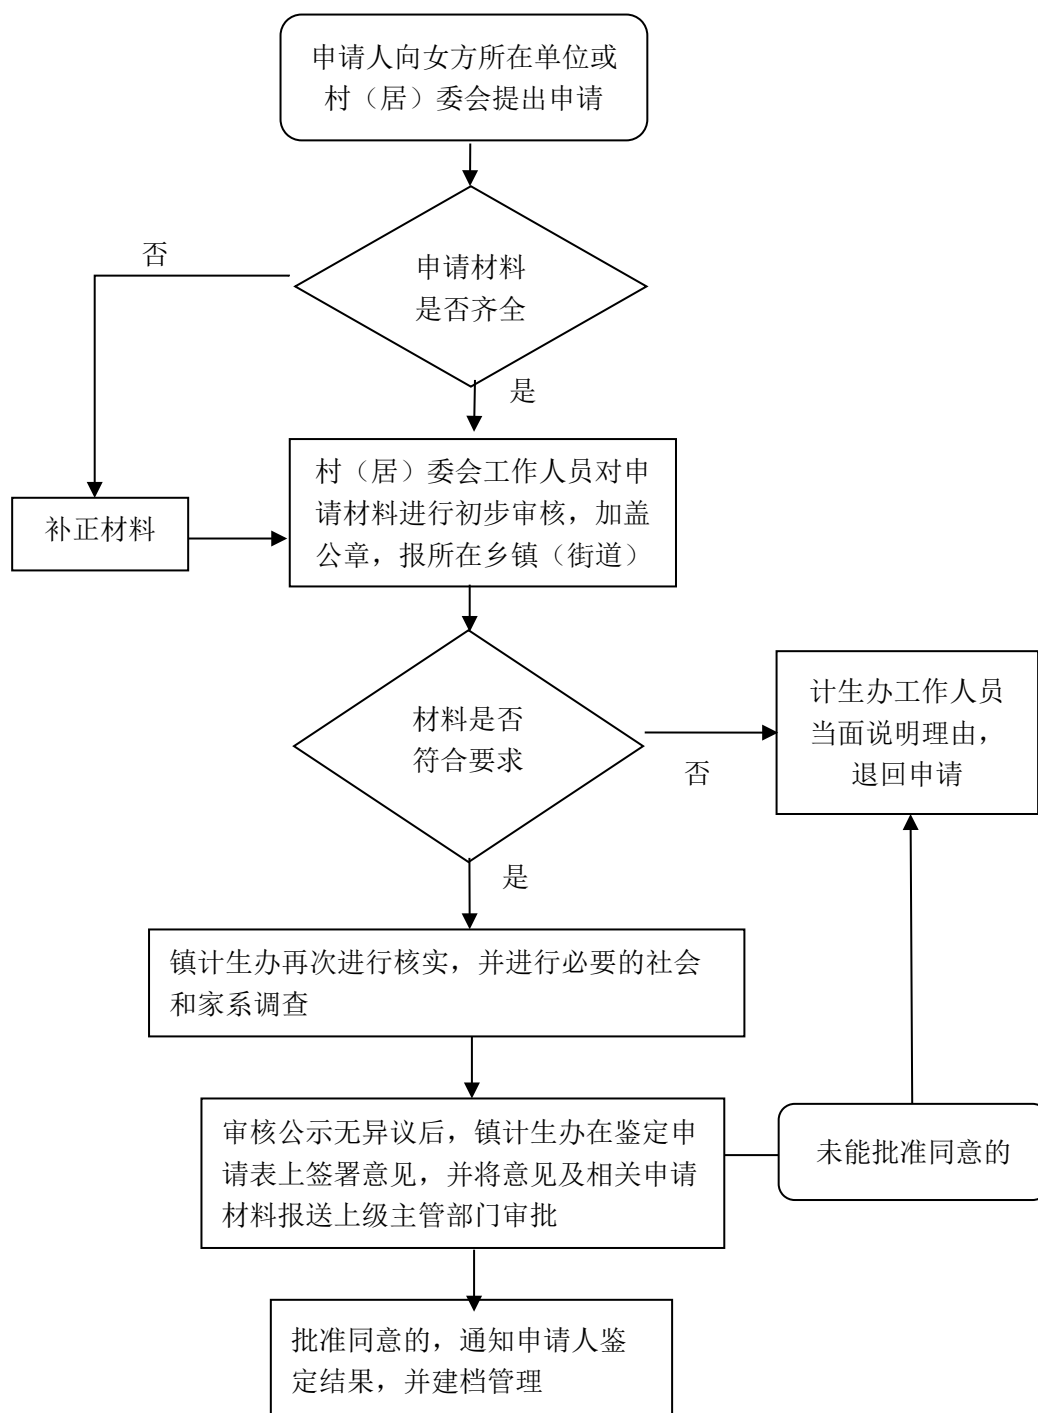 申请人向女方所在单位或
村（居）委会提出申请
否
申请材料
是否齐全
是
村（居）委会工作人员对申
请材料进行初步审核，加盖
公章，报所在乡镇（街道）
补正材料
材料是否
符合要求
否
计生办工作人员
当面说明理由，
退回申请
是
镇计生办再次进行核实，并进行必要的社会
和家系调查
审核公示无异议后，镇计生办在鉴定申
请表上签署意见，并将意见及相关申请
材料报送上级主管部门审批
未能批准同意的
批准同意的，通知申请人鉴
定结果，并建档管理